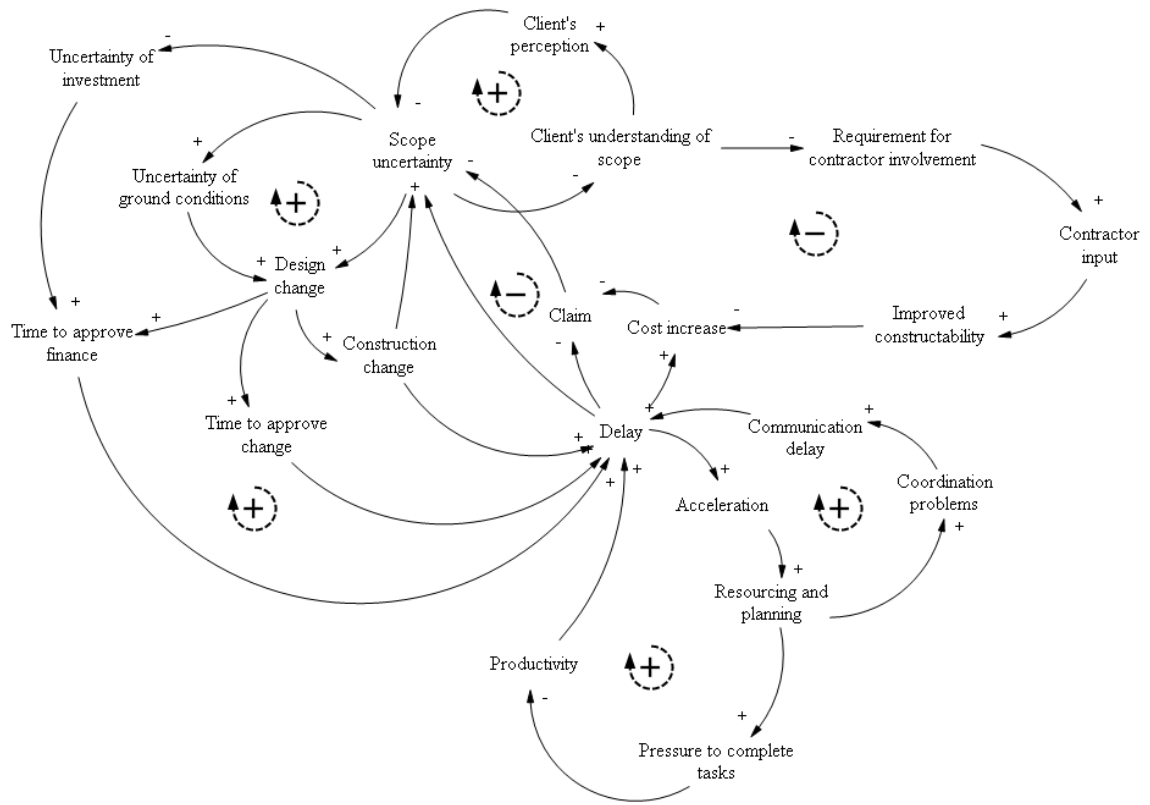 Client's
perception
Uncertainty of
investment
Scope
uncertainty
Client's understanding of
scope
Requirement for
contractor involvement
Uncertainty of
ground conditions
Contractor
input
Design
change
Claim
Cost increase
Improved
constructability
Time to approve
finance
Construction
change
Time to approve
change
Delay
Communication
delay
Coordination
problems
Acceleration
Resourcing and
planning
Productivity
Pressure to complete
tasks
+
-
+
-
-
-
-
+
+
+
-
-
+
+
+
+
+
-
-
+
+
-
+
+
+
+
+
+
+
+
+
+
+
+
+
-
+
-
+
+
+